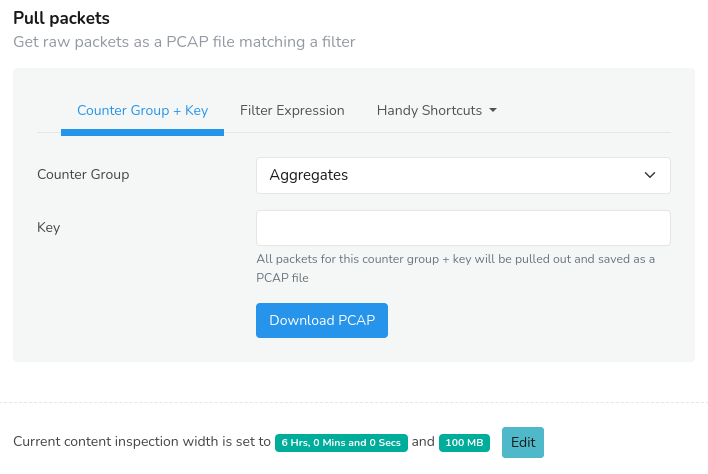 Pull packets
Get raw packets as a PCAP file matching a filter
Counter Group + Key Filter Expression Handy Shortcuts
Counter Group Aggregates
Key
All packets for this counter group + key will be pulled out and saved as a
PCAP file
Download PCAP
Current content inspection width is set to 6 Hrs, 0 Mins and 0 Secs and 100 MB Edit